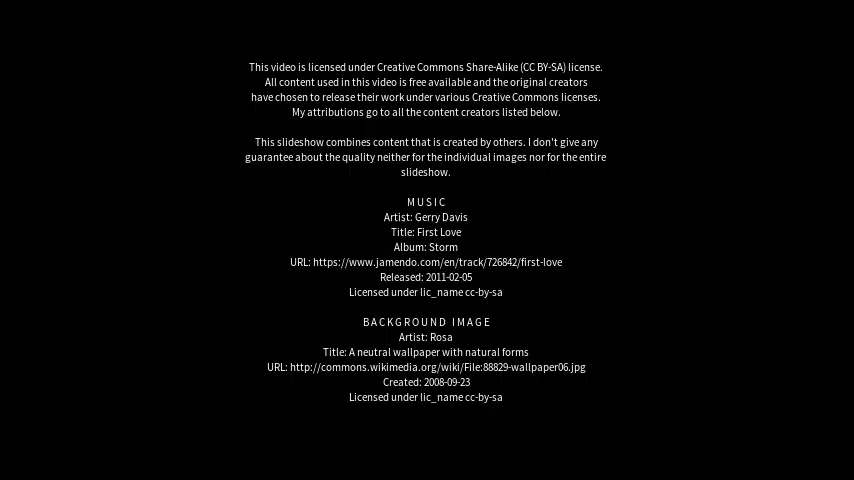 This video is licensed under Creative Commons Share-Alike (CC BY-SA) license.
All content used in this video is free available and the original creators
have chosen to release their work under various Creative Commons licenses.
My attributions go to all the content creators listed below.
This slideshow combines content that is created by others. I don't give any
guarantee about the quality neither for the individual images nor for the entire
slideshow.
MUSIC
Artist: Gerry Davis
Title: First Love
Album: Storm
URL: https://www.jamendo.com/en/track/726842/first-love
Released: 2011-02-05
Licensed under lic_name cc-by-sa
BACKGROUND IMAGE
Artist: Rosa
Title: A neutral wallpaper with natural forms
URL: http://commons.wikimedia.org/wiki/File:88829-wallpaper06.jpg
Created: 2008-09-23
Licensed under lic_name cc-by-sa